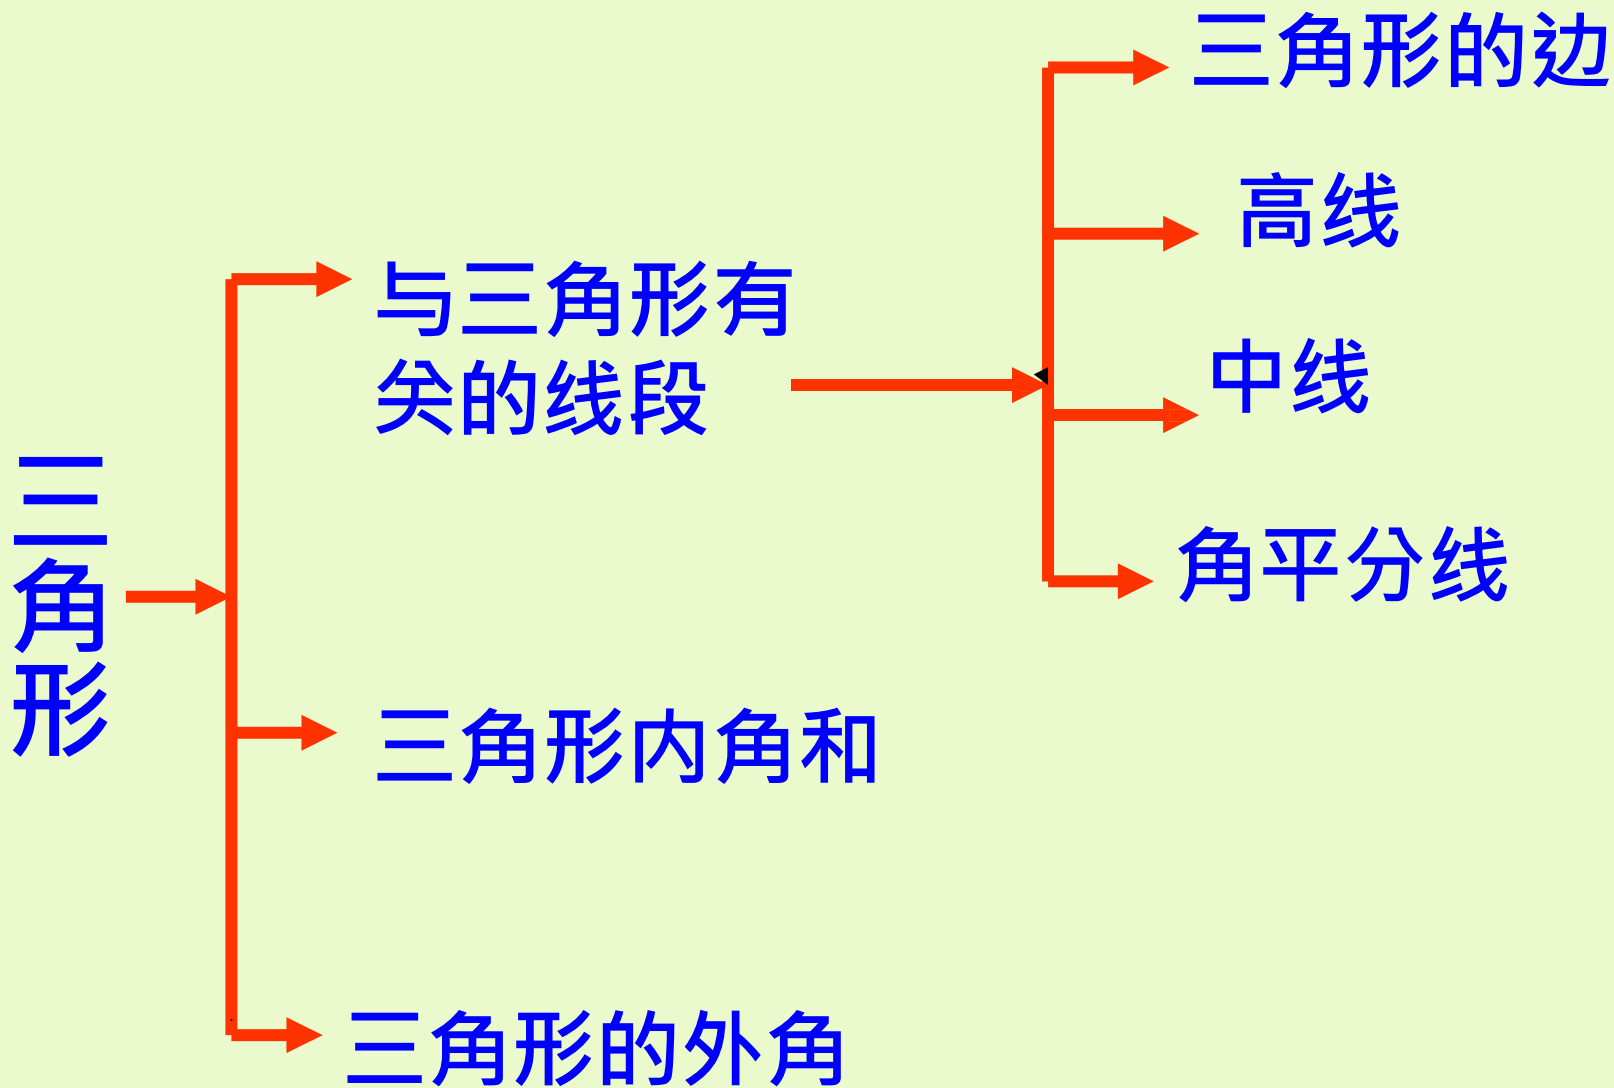 三角形
与三角形有
关的线段
三角形的边
高线
中线
角平分线
三角形内角和
三角形的外角